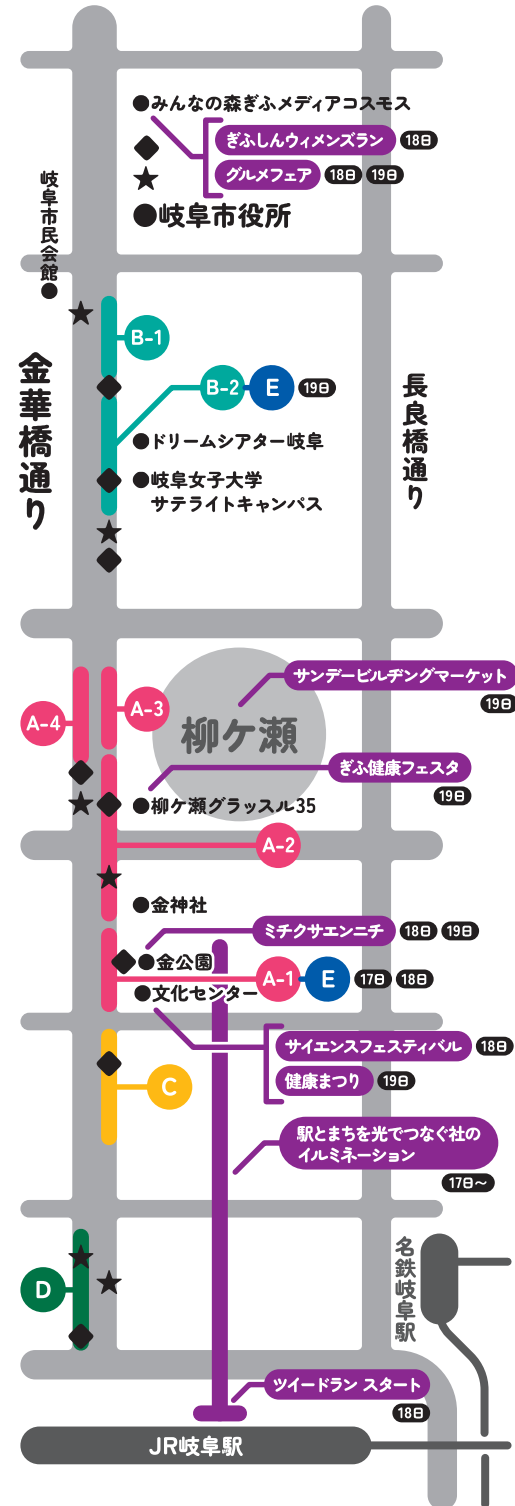 ●みんなの森ぎふメディアコスモス
ぎふしんウィメンズラン 18日
グルメフェア 18日 19日
●岐阜市役所
岐阜市民会館●
B-1
金華橋通り
長良橋通り
B-2 E 19日
●ドリームシアター岐阜
●岐阜女子大学
サテライトキャンパス
サンデービルヂングマーケット
19日
A-4
A-3
柳ケ瀬
ぎふ健康フェスタ
19日
●柳ケ瀬グラッスル35
A-2
●金神社
ミチクサエンニチ 18日 19日
●金公園
A-1 E 17日 18日
●文化センター
サイエンスフェスティバル 18日
健康まつり 19日
C
駅とまちを光でつなぐ杜の
イルミネーション
17日〜
名鉄岐阜駅
D
ツイードラン スタート
18日
JR岐阜駅